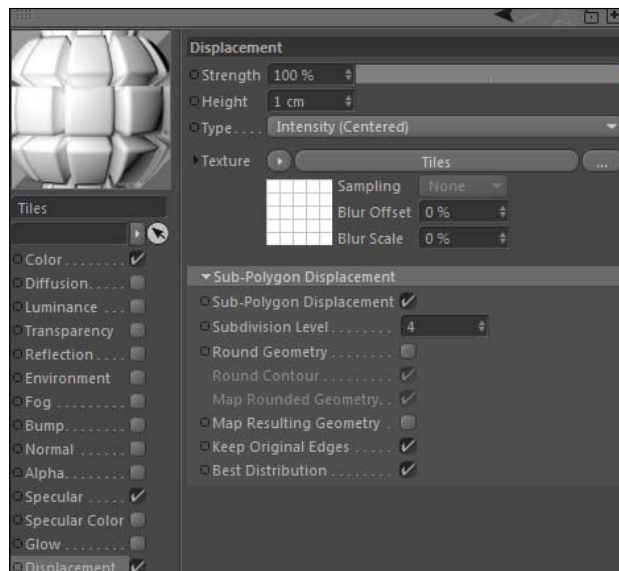 Displacement
Strength 100 %
Height 1 cm
Type.... Intensity (Centered)
Texture Tiles ...
Sampling None
Blur Offset 0 %
Blur Scale 0 %
Tiles
Color........
Diffusion.....
Luminance ...
Transparency
Reflection....
Environment
Fog ........
Bump.......
Normal .....
Alpha.......
Specular .....
Specular Color
Glow ........
Displacement
Sub-Polygon Displacement
Sub-Polygon Displacement
Subdivision Level........ 4
Round Geometry......
Round Contour ......
Map Rounded Geometry..
Map Resulting Geometry .
Keep Original Edges .....
Best Distribution ........